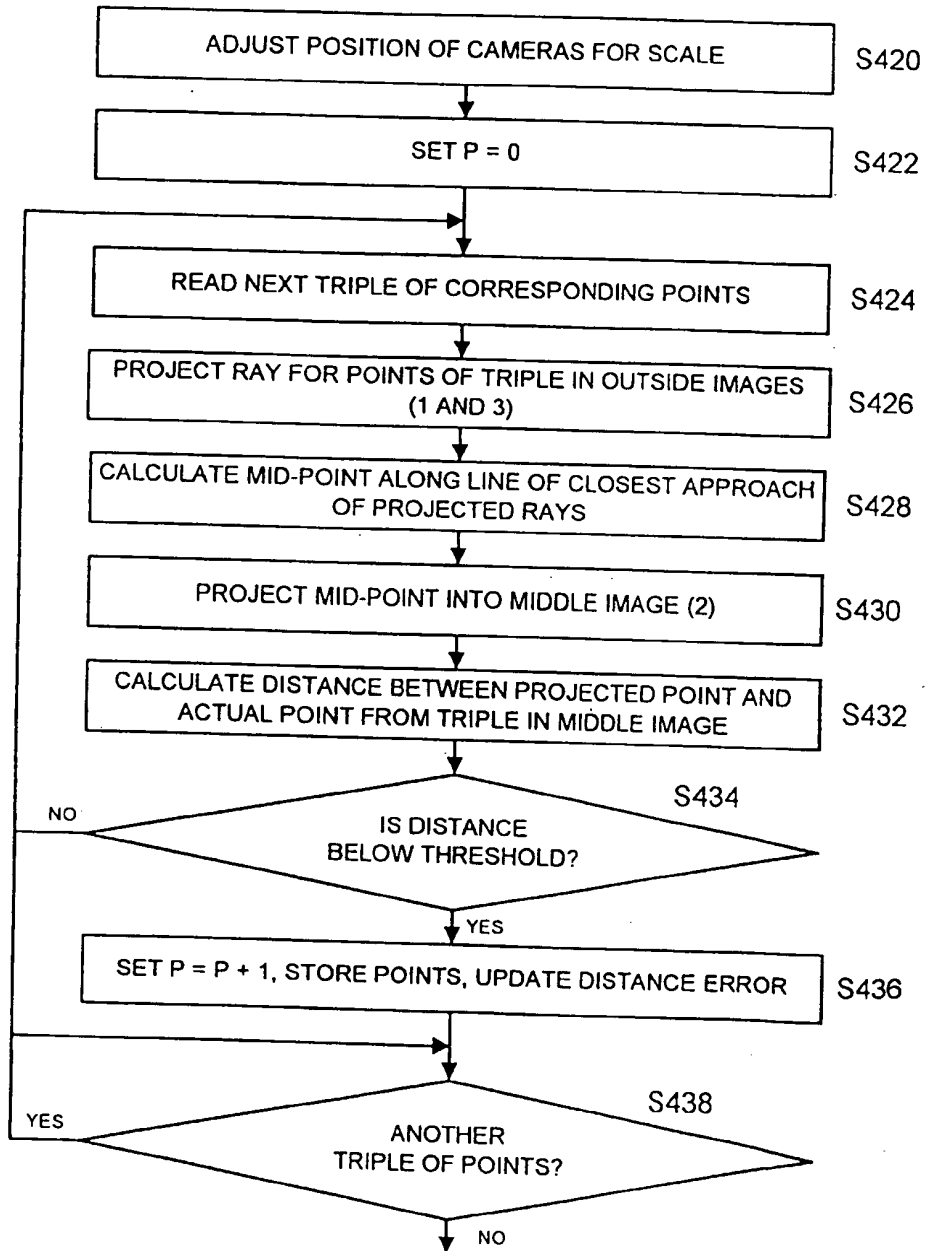 ADJUST POSITION OF CAMERAS FOR SCALE
S420
SET P = 0
S422
READ NEXT TRIPLE OF CORRESPONDING POINTS
S424
PROJECT RAY FOR POINTS OF TRIPLE IN OUTSIDE IMAGES
(1 AND 3)
S426
CALCULATE MID-POINT ALONG LINE OF CLOSEST APPROACH
OF PROJECTED RAYS
S428
PROJECT MID-POINT INTO MIDDLE IMAGE (2)
S430
CALCULATE DISTANCE BETWEEN PROJECTED POINT AND
ACTUAL POINT FROM TRIPLE IN MIDDLE IMAGE
S432
S434
NO
IS DISTANCE
BELOW THRESHOLD?
YES
SET P = P + 1, STORE POINTS, UPDATE DISTANCE ERROR
S436
S438
YES
ANOTHER
TRIPLE OF POINTS?
NO